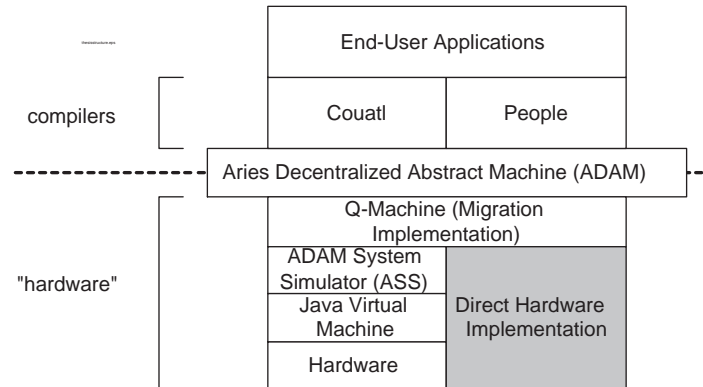 End-User Applications
compilers
Couatl
People
Aries Decentralized Abstract Machine (ADAM)
Q-Machine (Migration
Implementation)
"hardware"
ADAM System
Simulator (ASS)
Java Virtual
Machine
Hardware
Direct Hardware
Implementation